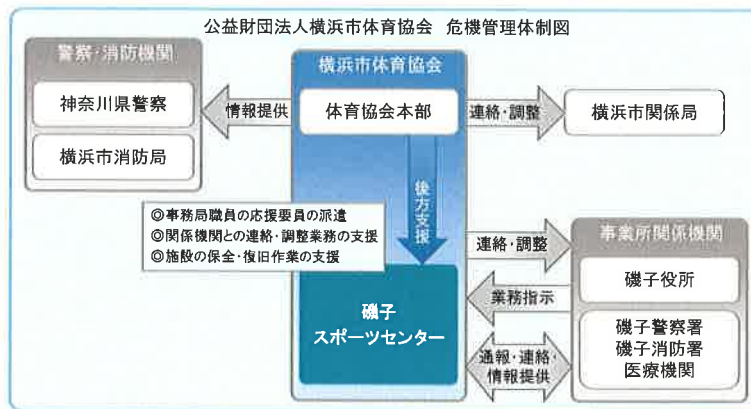 公益財団法人横浜市体育協会 危機管理体制図
警察・消防機関
神奈川県警察
横浜市消防局
情報提供
横浜市体育協会
体育協会本部
連絡・調整
横浜市関係局
後方支援
◎事務局職員の応援要員の派遣
◎関係機関との連絡・調整業務の支援
◎施設の保全・復旧作業の支援
磯子
スポーツセンター
連絡・調整
業務指示
通報・連絡・
情報提供
事業所関係機関
磯子役所
磯子警察署
磯子消防署
医療機関